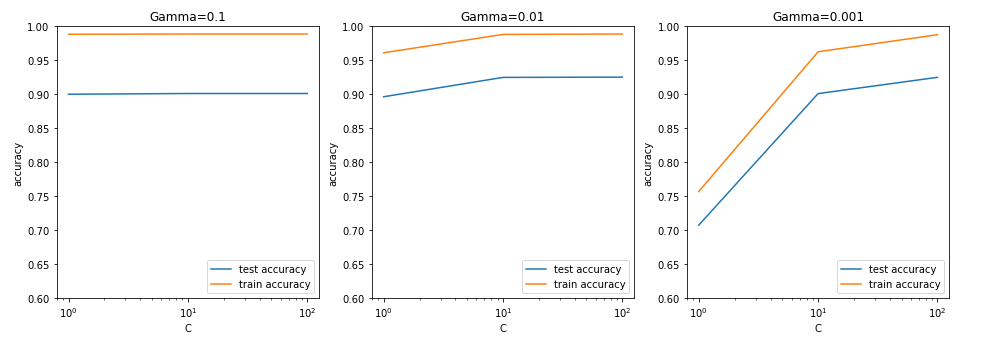 Gamma=0.1
accuracy
1.00
0.95
0.90
0.85
0.80
0.75
0.70
0.65
0.60
test accuracy
train accuracy
10⁰ 10¹ 10²
C
Gamma=0.01
accuracy
1.00
0.95
0.90
0.85
0.80
0.75
0.70
0.65
0.60
test accuracy
train accuracy
10⁰ 10¹ 10²
C
Gamma=0.001
accuracy
1.00
0.95
0.90
0.85
0.80
0.75
0.70
0.65
0.60
test accuracy
train accuracy
10⁰ 10¹ 10²
C